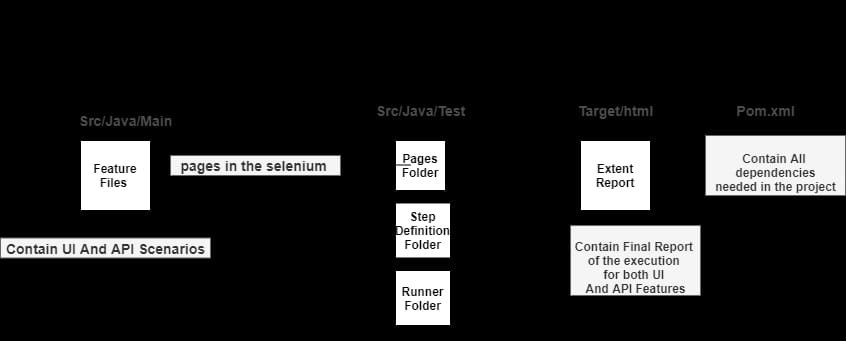 Src/Java/Main
Feature
Files
pages in the selenium
Contain UI And API Scenarios
Src/Java/Test
Pages
Folder
Step
Definition
Folder
Runner
Folder
Target/html
Extent
Report
Contain Final Report
of the execution
for both UI
And API Features
Pom.xml
Contain All
dependencies
needed in the project